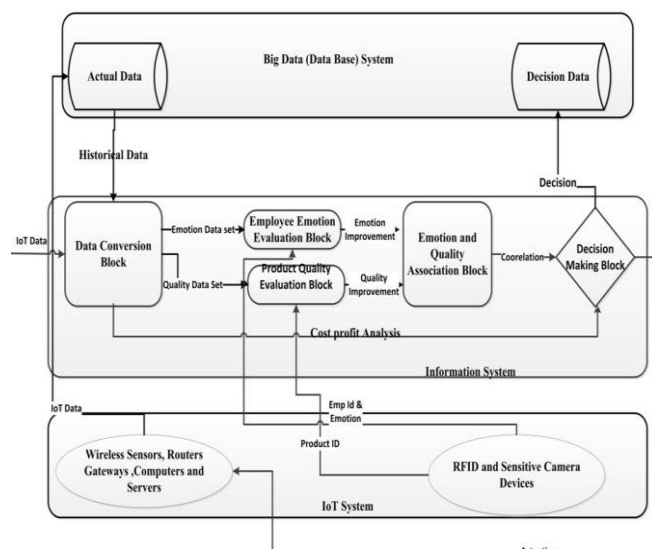 Big Data (Data Base) System
Actual Data
Decision Data
Historical Data
Decision
IoT Data
Data Conversion
Block
Emotion Data set
Quality Data Set
Employee Emotion
Evaluation Block
Product Quality
Evaluation Block
Emotion
Improvement
Quality
Improvement
Emotion and
Quality
Association Block
Coorelation
Decision
Making Block
Cost profit Analysis
Information System
IoT Data
Emp Id &
Emotion
Product ID
Wireless Sensors, Routers
Gateways ,Computers and
Servers
RFID and Sensitive Camera
Devices
IoT System